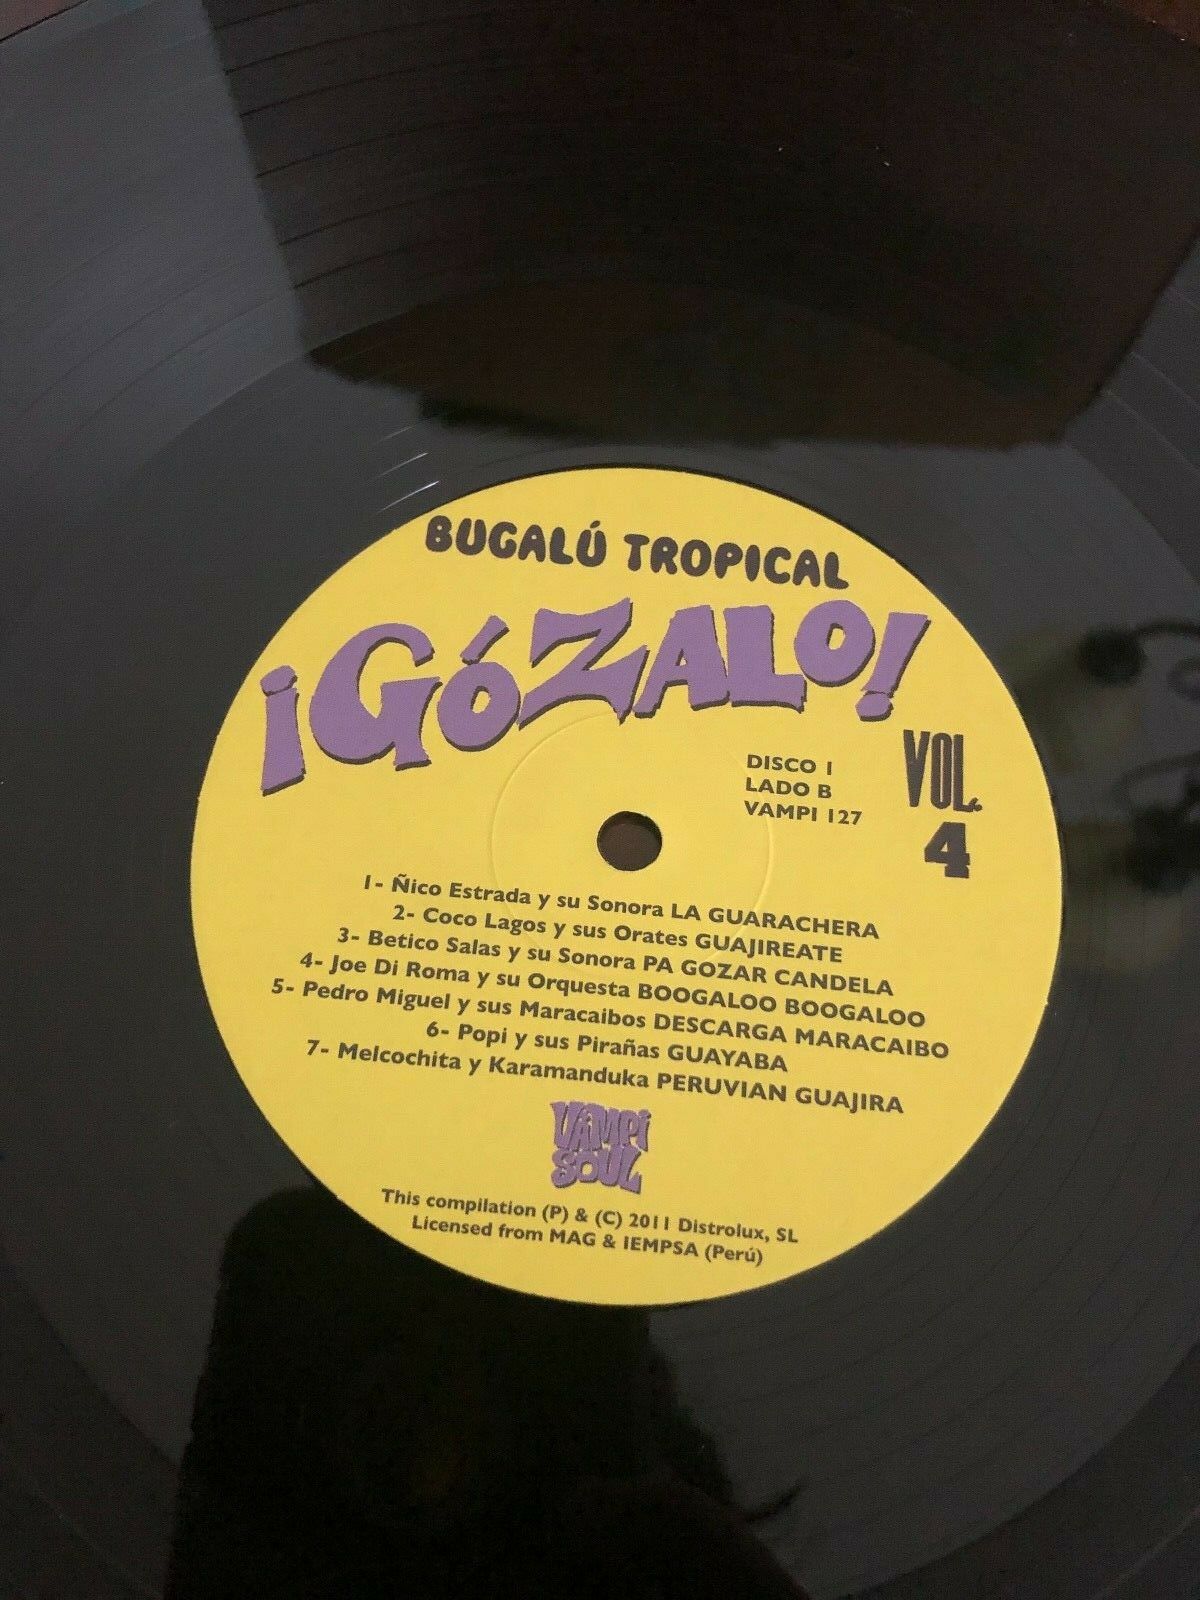 BUGALÚ TROPICAL
¡GÓZALO!
VOL.
4
DISCO 1
LADO B
VAMPI 127
1- Ñico Estrada y su Sonora LA GUARACHERA
2- Coco Lagos y sus Orates GUAJIREATE
3- Betico Salas y su Sonora PA GOZAR CANDELA
4- Joe Di Roma y su Orquesta BOOGALOO BOOGALOO
5- Pedro Miguel y sus Maracaibos DESCARGA MARACAIBO
6- Popi y sus Pirañas GUAYABA
7- Melcochita y Karamanduka PERUVIAN GUAJIRA
VAMPI
SOUL
This compilation (P) & (C) 2011 Distrolux, SL
Licensed from MAG & IEMPSA (Perú)